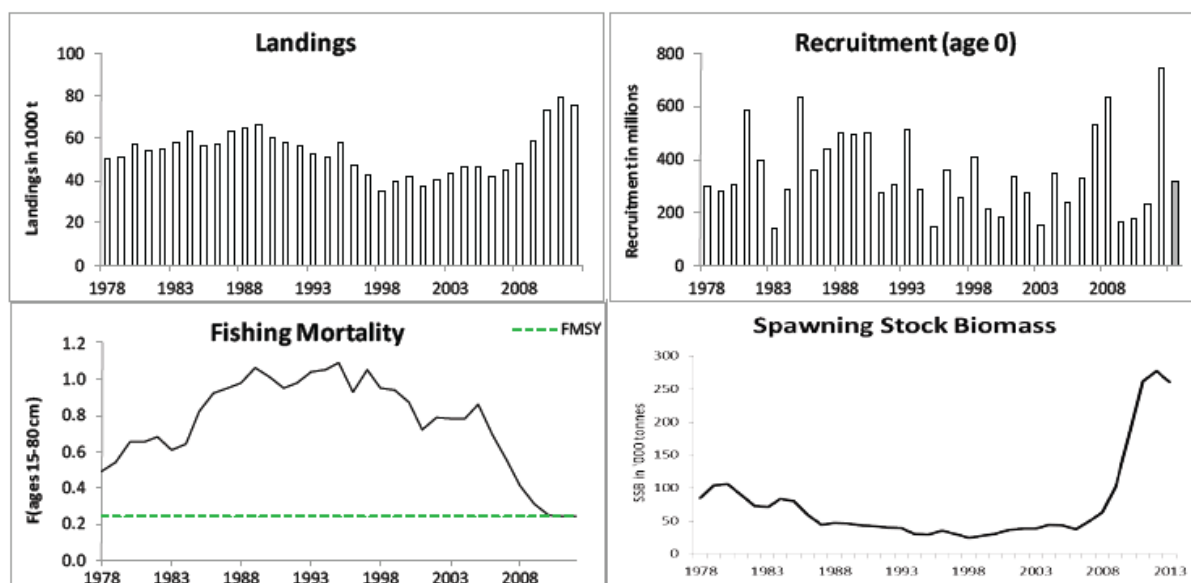 Landings
Landings in 1000 t
100
80
60
40
20
0
1978 1983 1988 1993 1998 2003 2008
Recruitment (age 0)
Recruitment in millions
800
600
400
200
0
1978 1983 1988 1993 1998 2003 2008
Fishing Mortality
FMSY
F(ages 15-80 cm)
1.2
1.0
0.8
0.6
0.4
0.2
0.0
1978 1983 1988 1993 1998 2003 2008
Spawning Stock Biomass
SSB in '000 tonnes
300
250
200
150
100
50
0
1978 1983 1988 1993 1998 2003 2008 2013